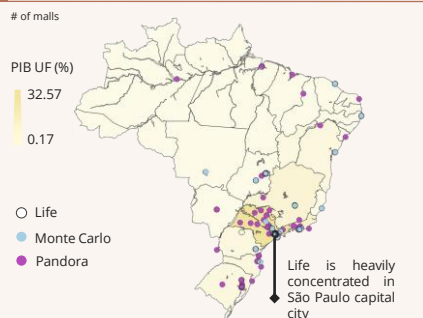 # of malls
PIB UF (%)
32.57
0.17
Life
Monte Carlo
Pandora
Life is heavily
concentrated in
São Paulo capital
city